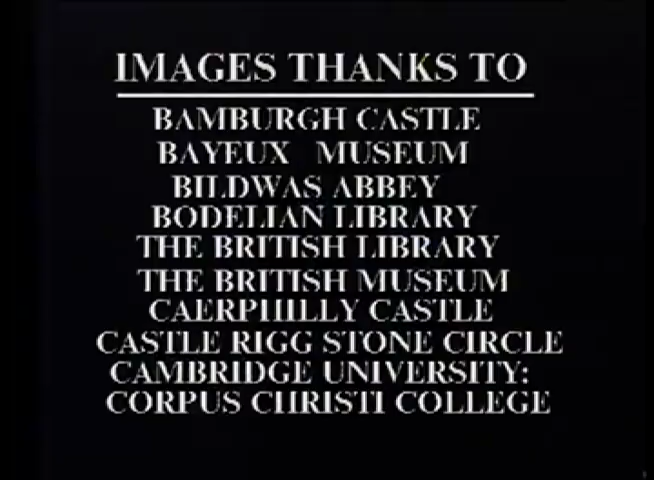 IMAGES THANKS TO
BAMBURGH CASTLE
BAYEUX MUSEUM
BILDWAS ABBEY
BODELIAN LIBRARY
THE BRITISH LIBRARY
THE BRITISH MUSEUM
CAERPHILLY CASTLE
CASTLE RIGG STONE CIRCLE
CAMBRIDGE UNIVERSITY:
CORPUS CHRISTI COLLEGE